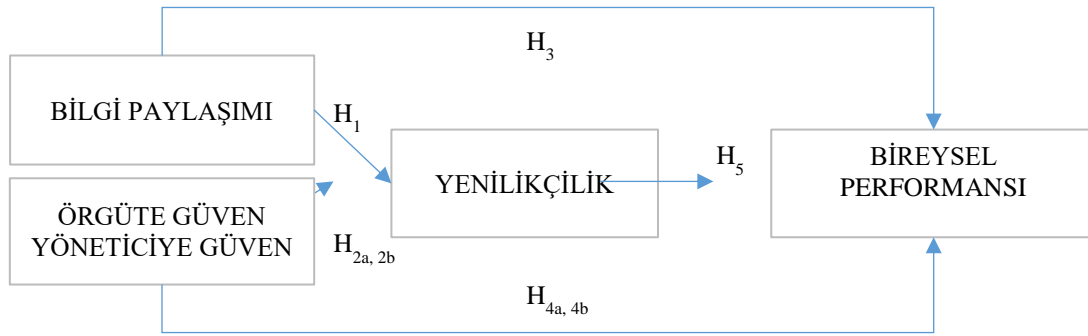 H3
BİLGİ PAYLAŞIMI
H1
YENİLİKÇİLİK
H5
BİREYSEL
PERFORMANSI
ÖRGÜTE GÜVEN
YÖNETİCİYE GÜVEN
H2a, 2b
H4a, 4b